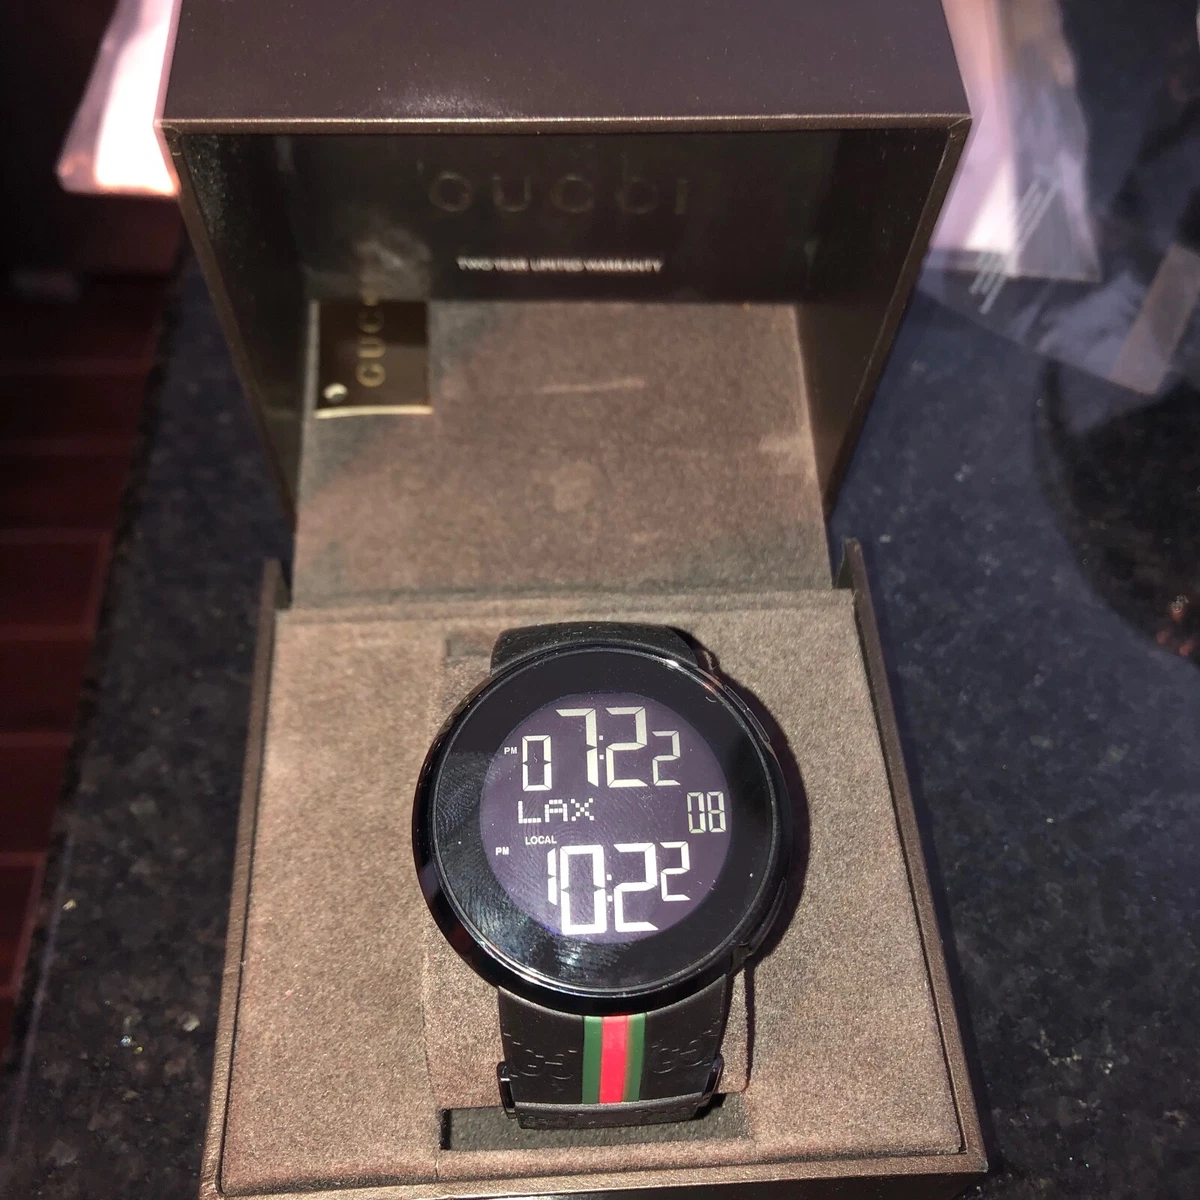 GUCCI
TWO YEAR LIMITED WARRANTY
GUCCI
PM 07:22
LAX 08
LOCAL
PM 10:22